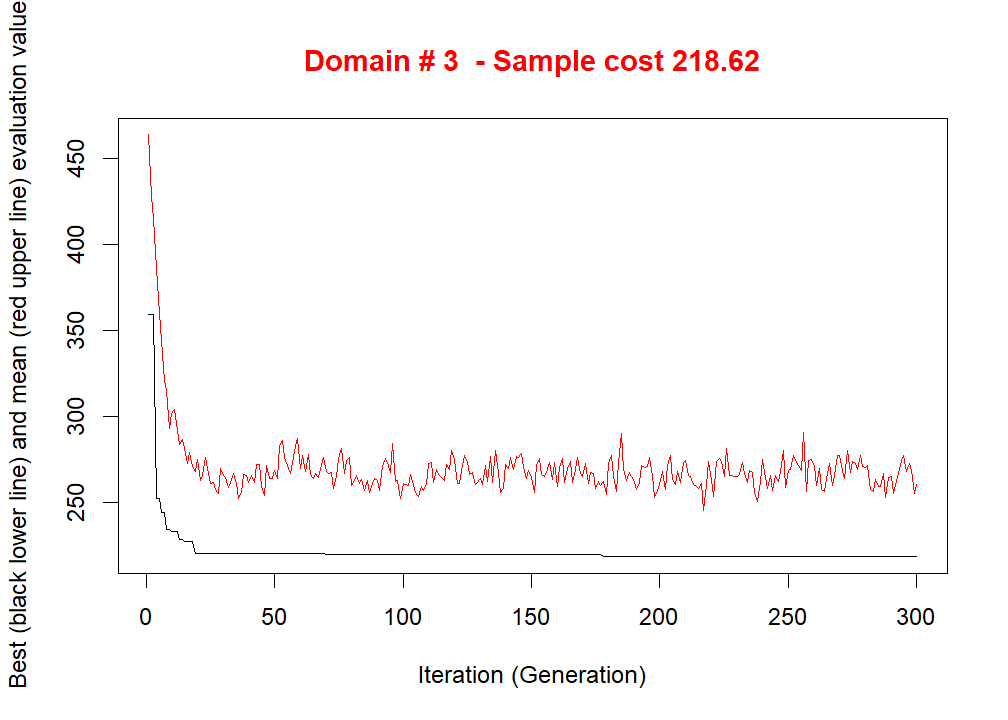 Domain # 3  - Sample cost 218.62
Best (black lower line) and mean (red upper line) evaluation value
450
400
350
300
250
0 50 100 150 200 250 300
Iteration (Generation)